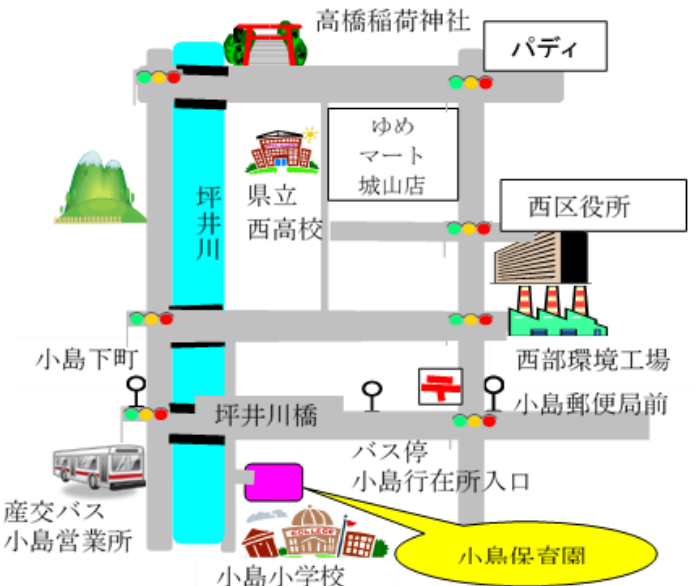 高橋稲荷神社
パディ
ゆめ
マート
城山店
県立
西高校
坪井川
西区役所
小島下町
西部環境工場
小島郵便局前
坪井川橋
バス停
小島行在所入口
産交バス
小島営業所
COLLEGE
小島保育園
小島小学校